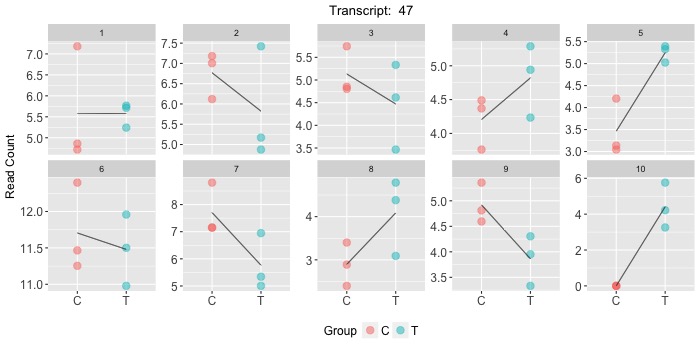 Transcript: 47
Read Count
1 2 3 4 5
7.0 6.5 6.0 5.5 5.0
7.5 7.0 6.5 6.0 5.5 5.0
5.5 5.0 4.5 4.0 3.5
5.0 4.5 4.0
5.5 5.0 4.5 4.0 3.5 3.0
6 7 8 9 10
12.0 11.5 11.0
8 7 6 5
4 3
5.0 4.5 4.0 3.5
6 4 2 0
C T C T C T C T C T
Group C T